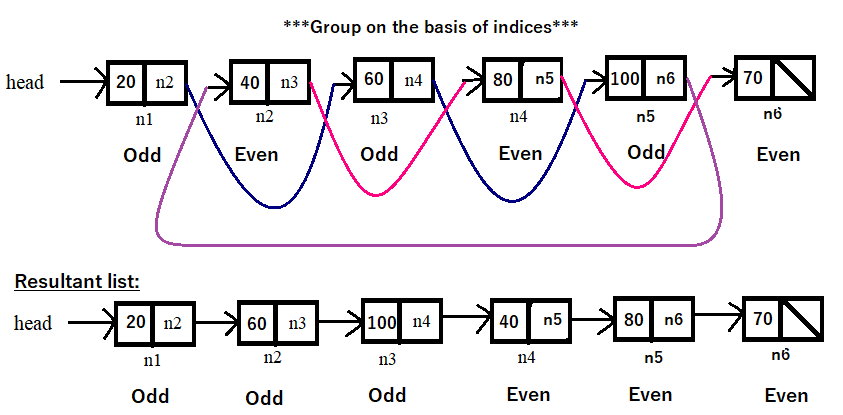 ***Group on the basis of indices***
head 20 n2 40 n3 60 n4 80 n5 100 n6 70
n1 n2 n3 n4 n5 n6
Odd Even Odd Even Odd Even
Resultant list:
head 20 n2 60 n3 100 n4 40 n5 80 n6 70
n1 n2 n3 n4 n5 n6
Odd Odd Odd Even Even Even